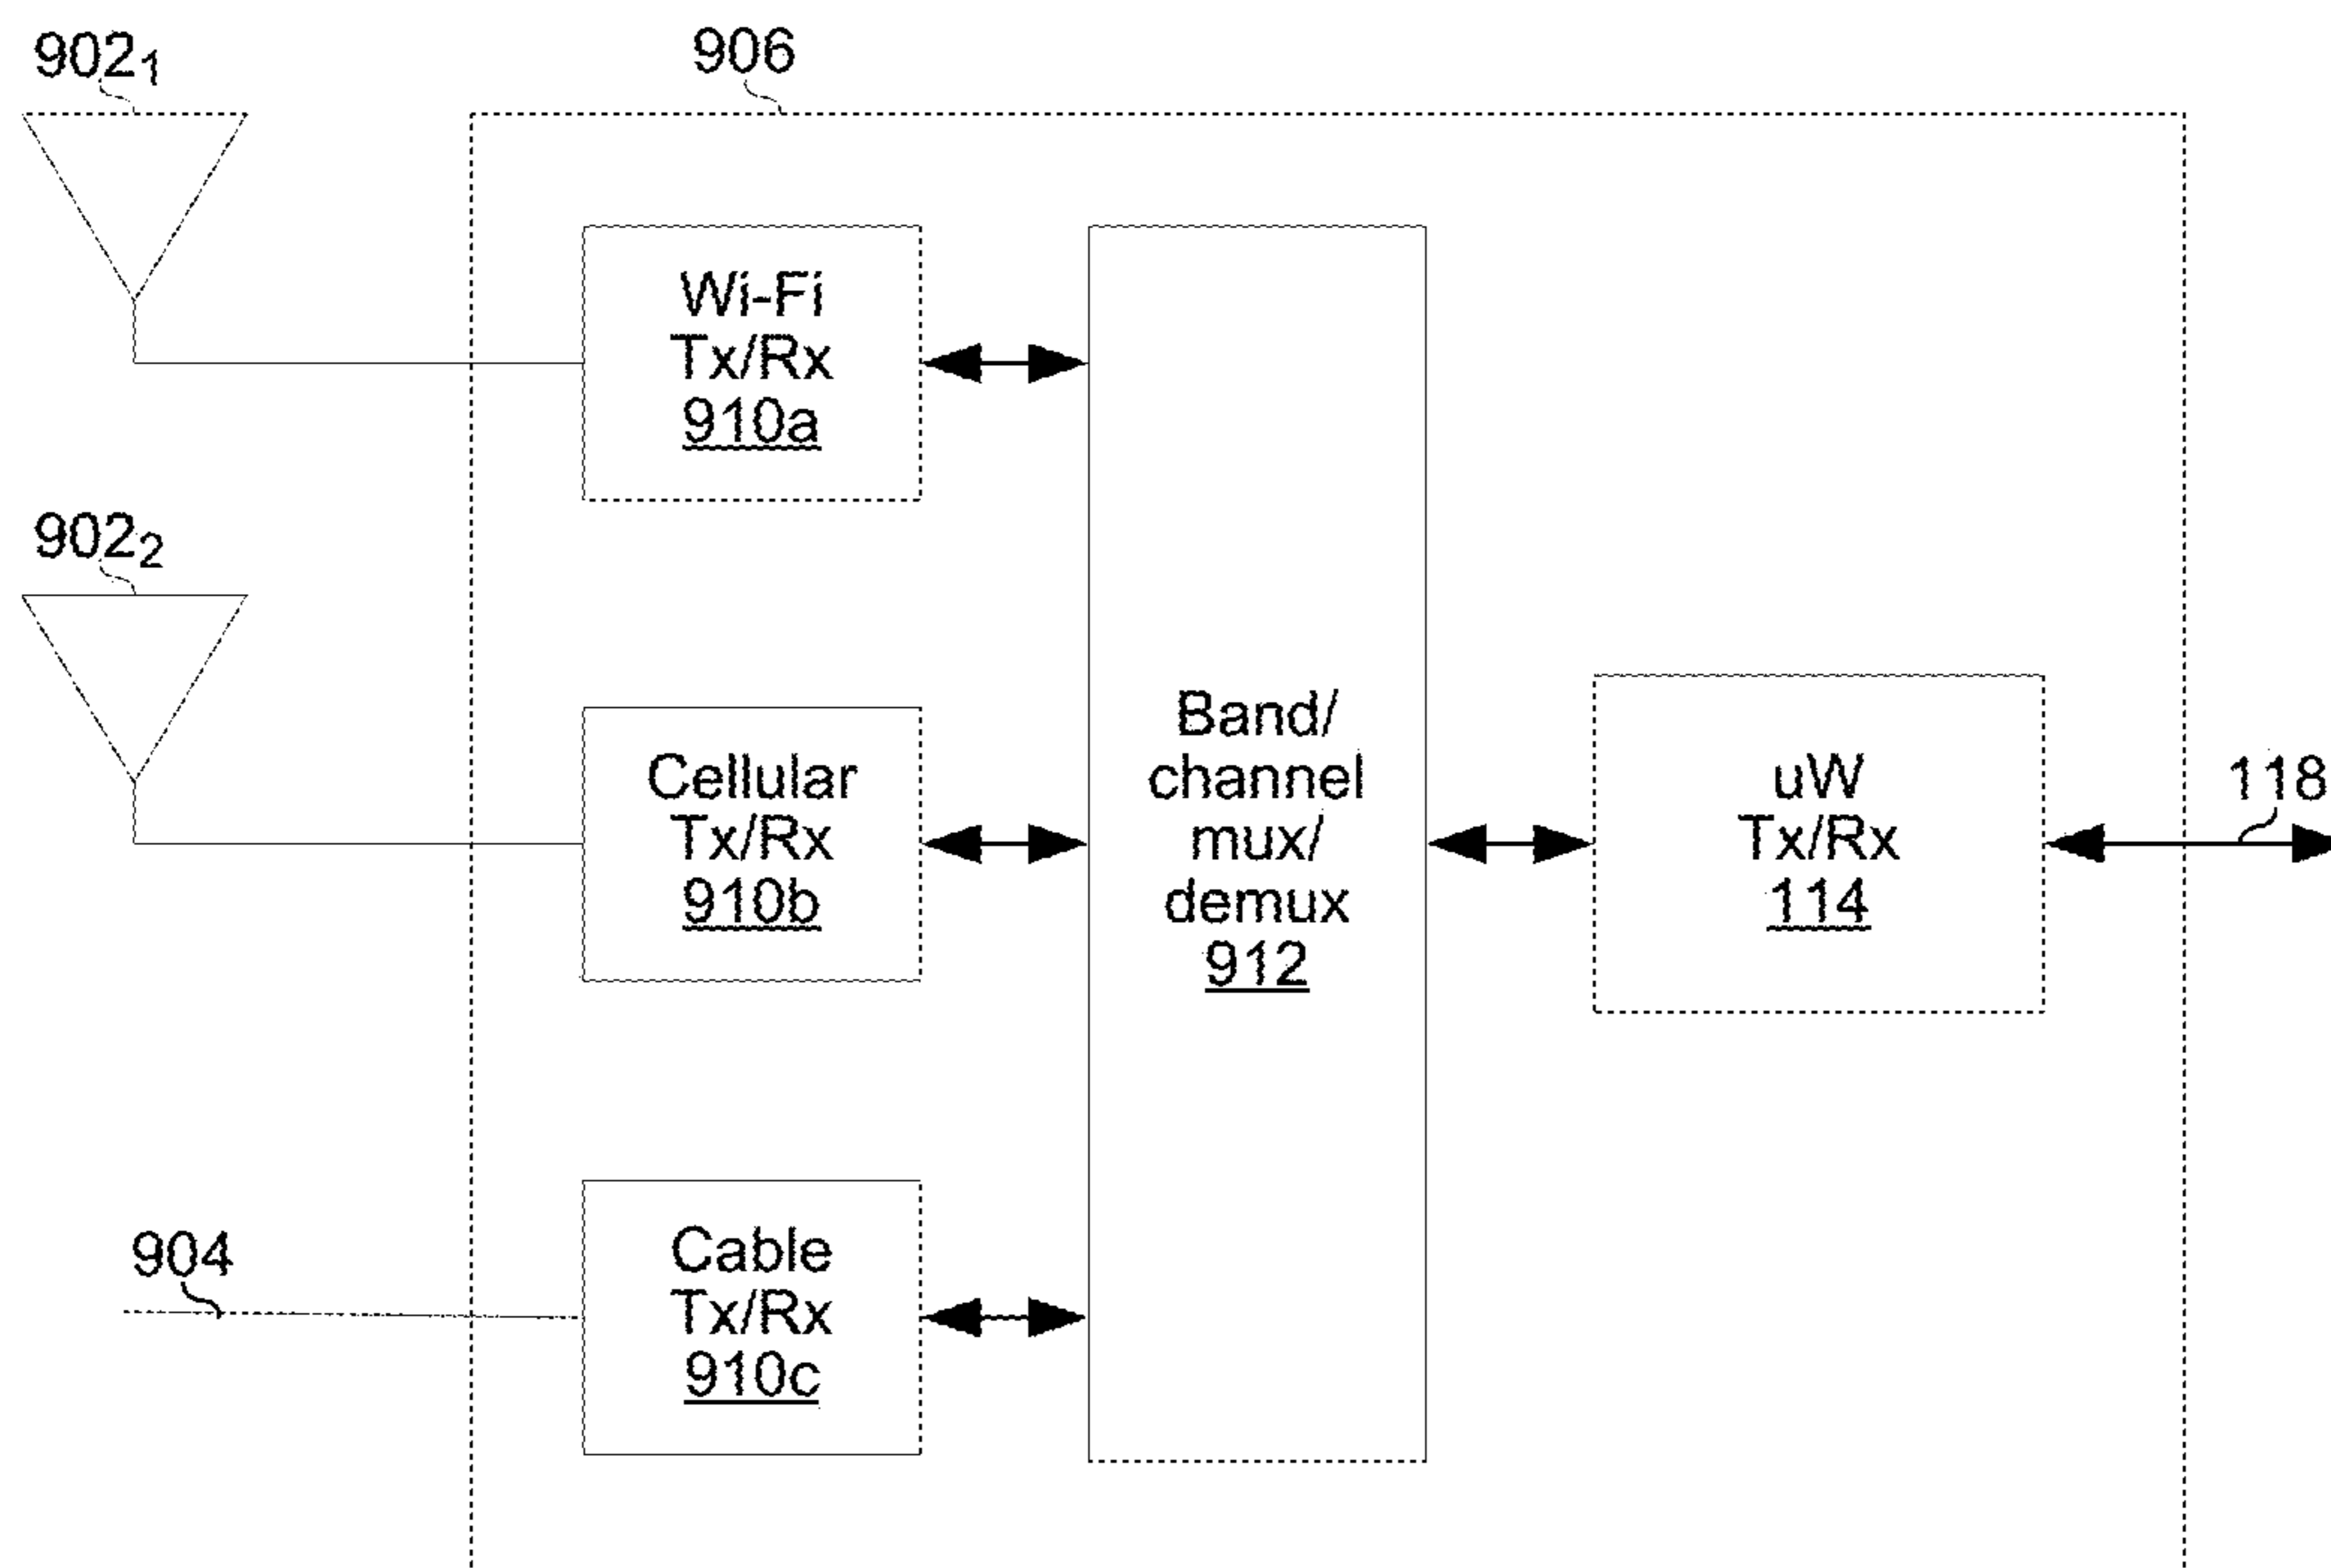 902₁
906
Wi-Fi
Tx/Rx
910a
902₂
Cellular
Tx/Rx
910b
Band/
channel
mux/
demux
912
uW
Tx/Rx
114
118
904
Cable
Tx/Rx
910c